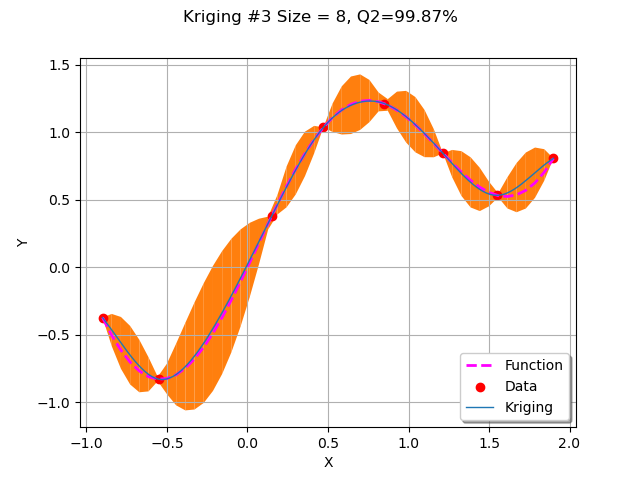 Kriging #3 Size = 8, Q2=99.87%
1.5
1.0
0.5
0.0
−0.5
−1.0
Y
−1.0 −0.5 0.0 0.5 1.0 1.5 2.0
X
Function
Data
Kriging